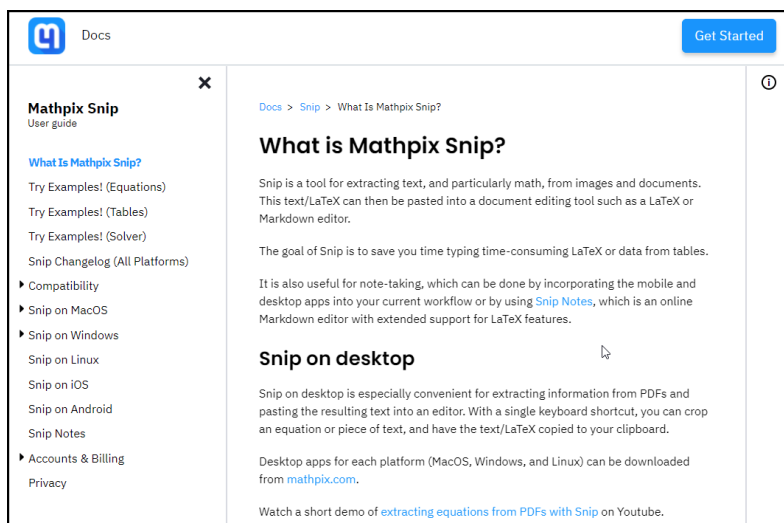 Docs
Get Started
Mathpix Snip
User guide
What Is Mathpix Snip?
Try Examples! (Equations)
Try Examples! (Tables)
Try Examples! (Solver)
Snip Changelog (All Platforms)
Compatibility
Snip on MacOS
Snip on Windows
Snip on Linux
Snip on iOS
Snip on Android
Snip Notes
Accounts & Billing
Privacy
Docs > Snip > What Is Mathpix Snip?
What is Mathpix Snip?
Snip is a tool for extracting text, and particularly math, from images and documents.
This text/LaTeX can then be pasted into a document editing tool such as a LaTeX or
Markdown editor.
The goal of Snip is to save you time typing time-consuming LaTeX or data from tables.
It is also useful for note-taking, which can be done by incorporating the mobile and
desktop apps into your current workflow or by using Snip Notes, which is an online
Markdown editor with extended support for LaTeX features.
Snip on desktop
Snip on desktop is especially convenient for extracting information from PDFs and
pasting the resulting text into an editor. With a single keyboard shortcut, you can crop
an equation or piece of text, and have the text/LaTeX copied to your clipboard.
Desktop apps for each platform (MacOS, Windows, and Linux) can be downloaded
from mathpix.com.
Watch a short demo of extracting equations from PDFs with Snip on Youtube.